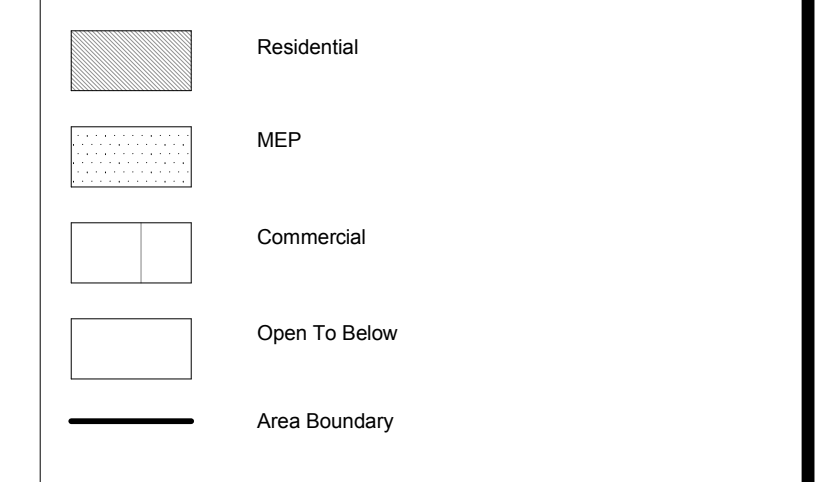 Residential
MEP
Commercial
Open To Below
Area Boundary